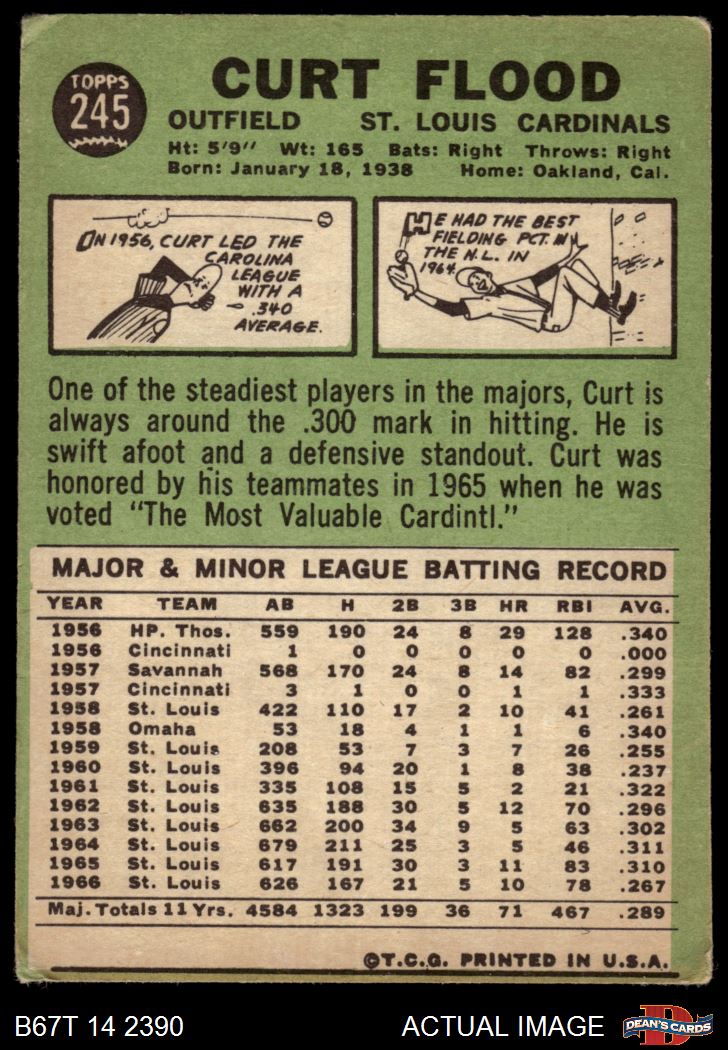 TOPPS
245
CURT FLOOD
OUTFIELD ST. LOUIS CARDINALS
Ht: 5'9" Wt: 165 Bats: Right Throws: Right
Born: January 18, 1938 Home: Oakland, Cal.
ON 1956, CURT LED THE
CAROLINA
LEAGUE
WITH A
.340
AVERAGE.
HE HAD THE BEST
FIELDING PCT. IN
THE N.L. IN
1964.
One of the steadiest players in the majors, Curt is
always around the .300 mark in hitting. He is
swift afoot and a defensive standout. Curt was
honored by his teammates in 1965 when he was
voted "The Most Valuable Cardintl."
MAJOR & MINOR LEAGUE BATTING RECORD
YEAR TEAM AB H 2B 3B HR RBI AVG.
1956 HP. Thos. 559 190 24 8 29 128 .340
1956 Cincinnati 1 0 0 0 0 0 .000
1957 Savannah 568 170 24 8 14 82 .299
1957 Cincinnati 3 1 0 0 1 1 .333
1958 St. Louis 422 110 17 2 10 41 .261
1958 Omaha 53 18 4 1 1 6 .340
1959 St. Louis 208 53 7 3 7 26 .255
1960 St. Louis 396 94 20 1 8 38 .237
1961 St. Louis 335 108 15 5 2 21 .322
1962 St. Louis 635 188 30 5 12 70 .296
1963 St. Louis 662 200 34 9 5 63 .302
1964 St. Louis 679 211 25 3 5 46 .311
1965 St. Louis 617 191 30 3 11 83 .310
1966 St. Louis 626 167 21 5 10 78 .267
Maj. Totals 11 Yrs. 4584 1323 199 36 71 467 .289
©T.C.G. PRINTED IN U.S.A.
B67T 14 2390 ACTUAL IMAGE
D
DEAN'S CARDS